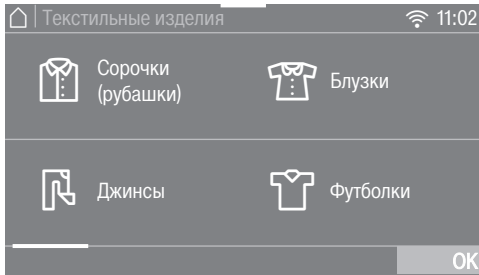 Текстильные изделия 11:02
Сорочки
(рубашки)
Блузки
Джинсы
Футболки
OK